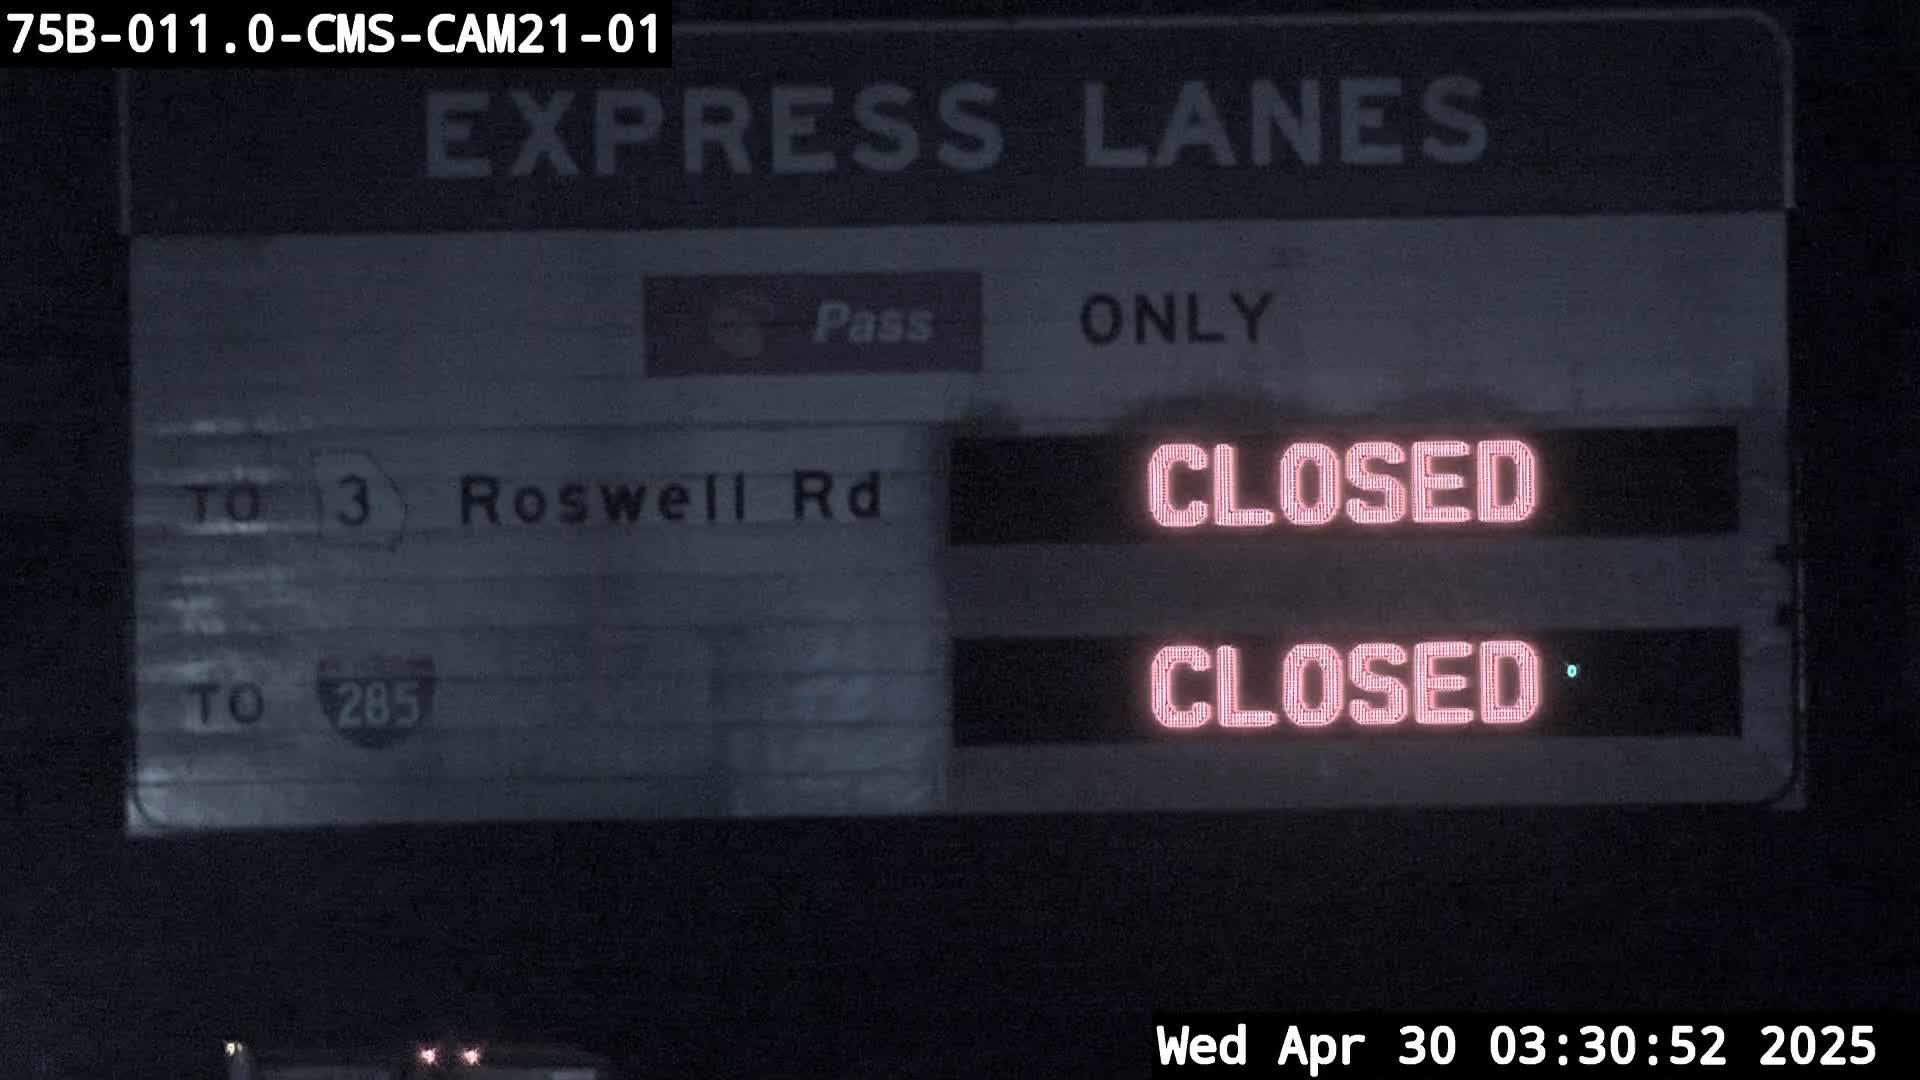 75B-011.0-CMS-CAM21-01
EXPRESS LANES
Pass ONLY
TO 3 Roswell Rd CLOSED
TO 285 CLOSED
Wed Apr 30 03:30:52 2025